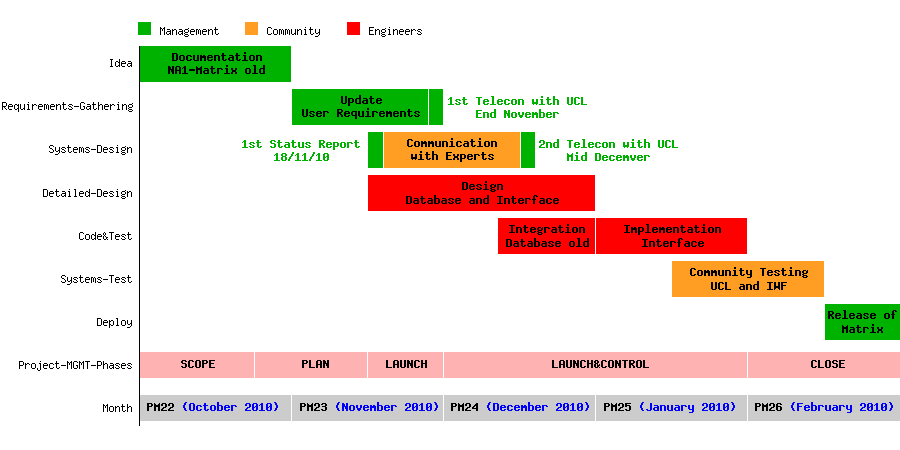 Management Community Engineers
Idea
Documentation
NA1-Matrix old
Requirements-Gathering
Update
User Requirements
1st Telecon with UCL
End November
Systems-Design
1st Status Report
18/11/10
Communication
with Experts
2nd Telecon with UCL
Mid Decemver
Detailed-Design
Design
Database and Interface
Code&Test
Integration
Database old
Implementation
Interface
Systems-Test
Community Testing
UCL and IWF
Deploy
Release of
Matrix
Project-MGMT-Phases SCOPE PLAN LAUNCH LAUNCH&CONTROL CLOSE
Month PM22 (October 2010) PM23 (November 2010) PM24 (December 2010) PM25 (January 2010) PM26 (February 2010)